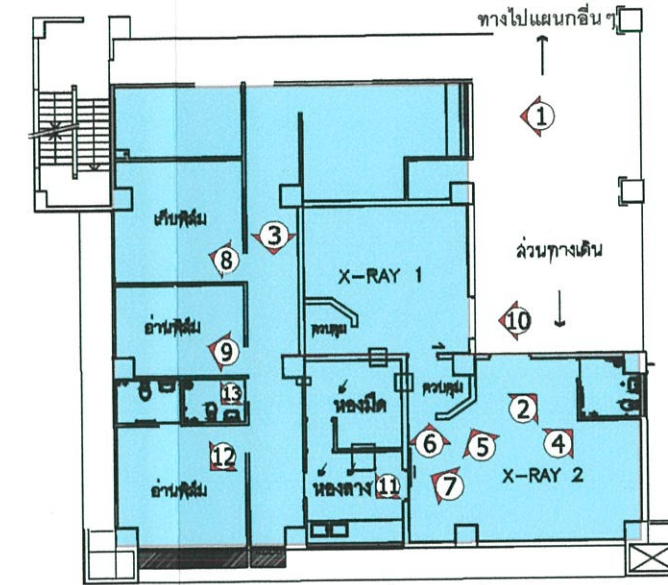 ทางไปแผนกอื่นๆ
1
เก็บฟิล์ม
3
8
ส่วนทางเดิน
X-RAY 1
อ่านฟิล์ม
ควบคุม
10
9
ควบคุม
13
ห้องมืด
2
12
6
5
4
อ่านฟิล์ม
ห้องล้าง
11
7
X-RAY 2